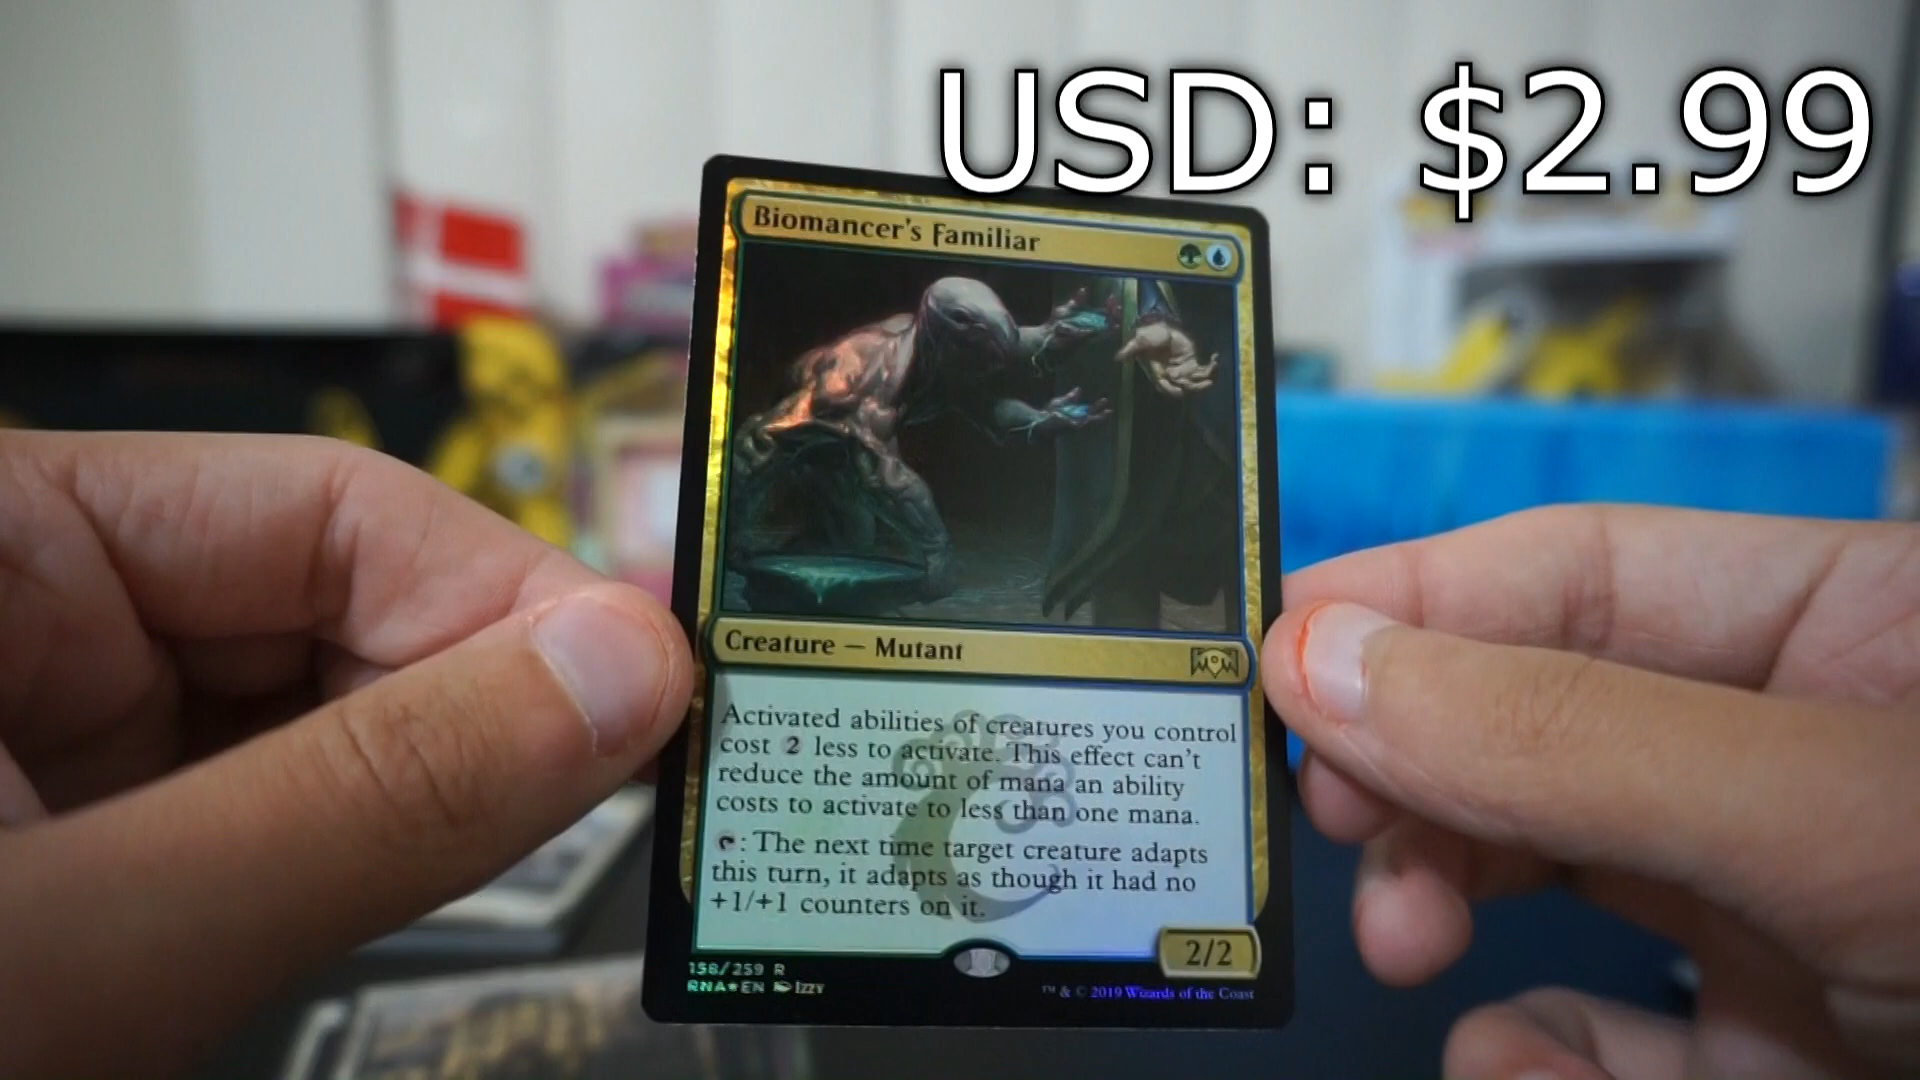 USD: $2.99
Biomancer's Familiar
Creature — Mutant
Activated abilities of creatures you control
cost 2 less to activate. This effect can't
reduce the amount of mana an ability
costs to activate to less than one mana.
: The next time target creature adapts
this turn, it adapts as though it had no
+1/+1 counters on it.
2/2
158/259 R
RNA★EN Izzy
™ & © 2019 Wizards of the Coast